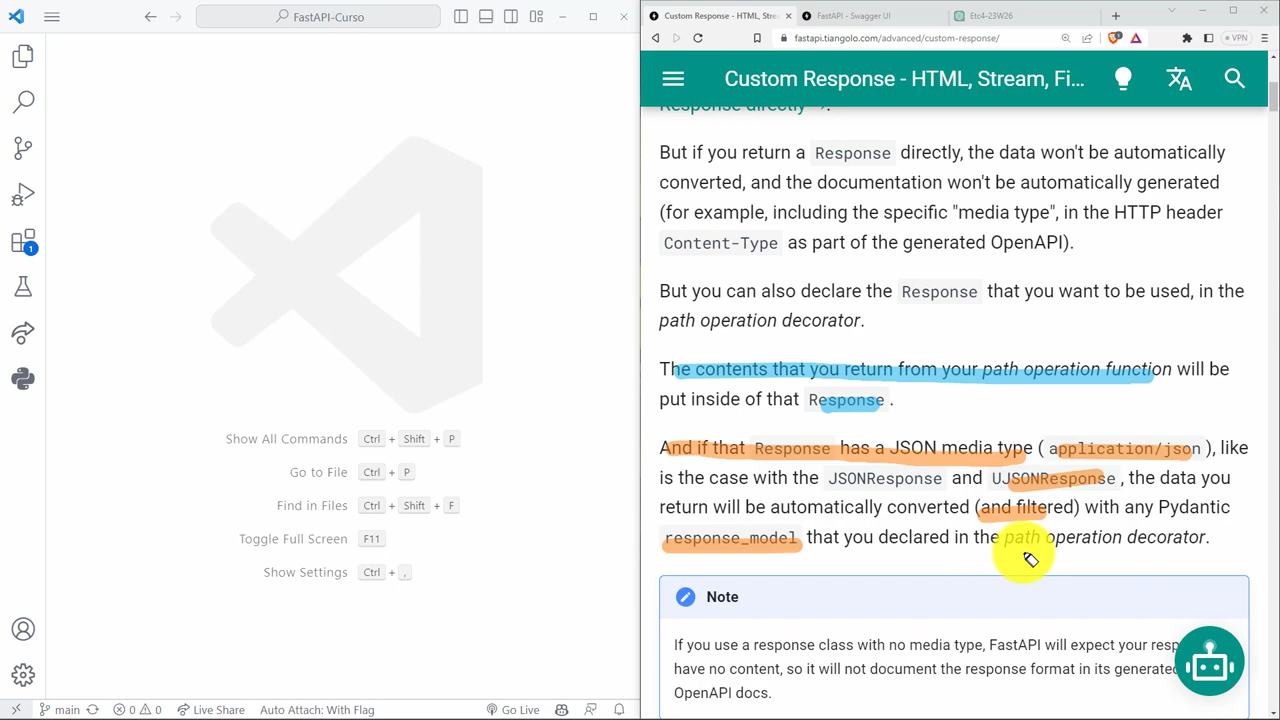 FastAPI-Curso
Custom Response - HTML, Stre
FastAPI - Swagger UI
Etc4-23W26
fastapi.tiangolo.com/advanced/custom-response/
VPN
Custom Response - HTML, Stream, Fi...
Response directly
But if you return a Response directly, the data won't be automatically
converted, and the documentation won't be automatically generated
(for example, including the specific "media type", in the HTTP header
Content-Type as part of the generated OpenAPI).
But you can also declare the Response that you want to be used, in the
path operation decorator.
The contents that you return from your path operation function will be
put inside of that Response.
And if that Response has a JSON media type (application/json), like
is the case with the JSONResponse and UJSONResponse, the data you
return will be automatically converted (and filtered) with any Pydantic
response_model that you declared in the path operation decorator.
Note
If you use a response class with no media type, FastAPI will expect your resp
have no content, so it will not document the response format in its generated
OpenAPI docs.
1
Show All Commands Ctrl + Shift + P
Go to File Ctrl + P
Find in Files Ctrl + Shift + F
Toggle Full Screen F11
Show Settings Ctrl + ,
main 0 0 Live Share Auto Attach: With Flag Go Live